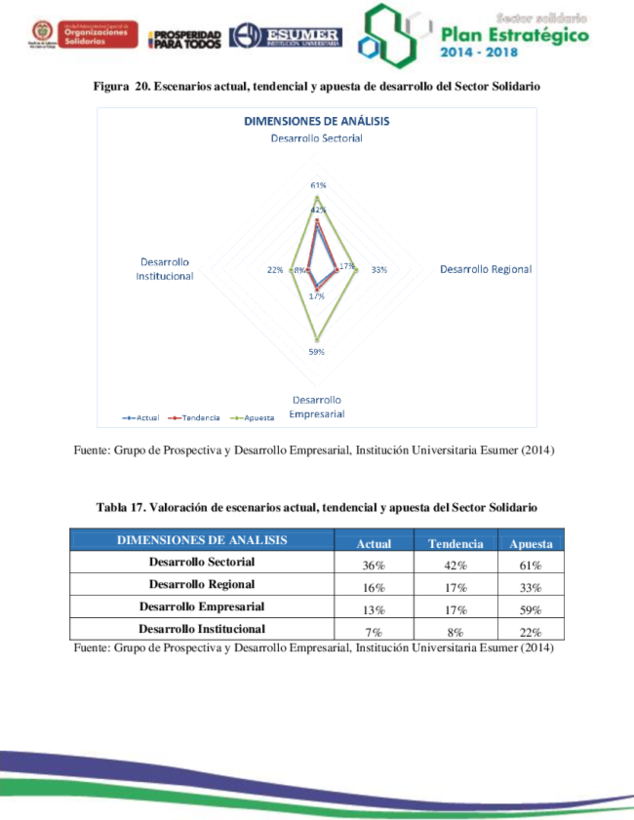 Unidad Administrativa Especial de
Organizaciones
Solidarias
PROSPERIDAD
PARA TODOS
ESUMER
INSTITUCIÓN UNIVERSITARIA
Sector solidario
Plan Estratégico
2014 - 2018
Figura 20. Escenarios actual, tendencial y apuesta de desarrollo del Sector Solidario
DIMENSIONES DE ANÁLISIS
Desarrollo Sectorial
61%
42%
Desarrollo
Institucional
22% 8% 17% 33%
Desarrollo Regional
17%
59%
Desarrollo
Empresarial
Actual Tendencia Apuesta
Fuente: Grupo de Prospectiva y Desarrollo Empresarial, Institución Universitaria Esumer (2014)
Tabla 17. Valoración de escenarios actual, tendencial y apuesta del Sector Solidario
DIMENSIONES DE ANALISIS Actual Tendencia Apuesta
Desarrollo Sectorial 36% 42% 61%
Desarrollo Regional 16% 17% 33%
Desarrollo Empresarial 13% 17% 59%
Desarrollo Institucional 7% 8% 22%
Fuente: Grupo de Prospectiva y Desarrollo Empresarial, Institución Universitaria Esumer (2014)